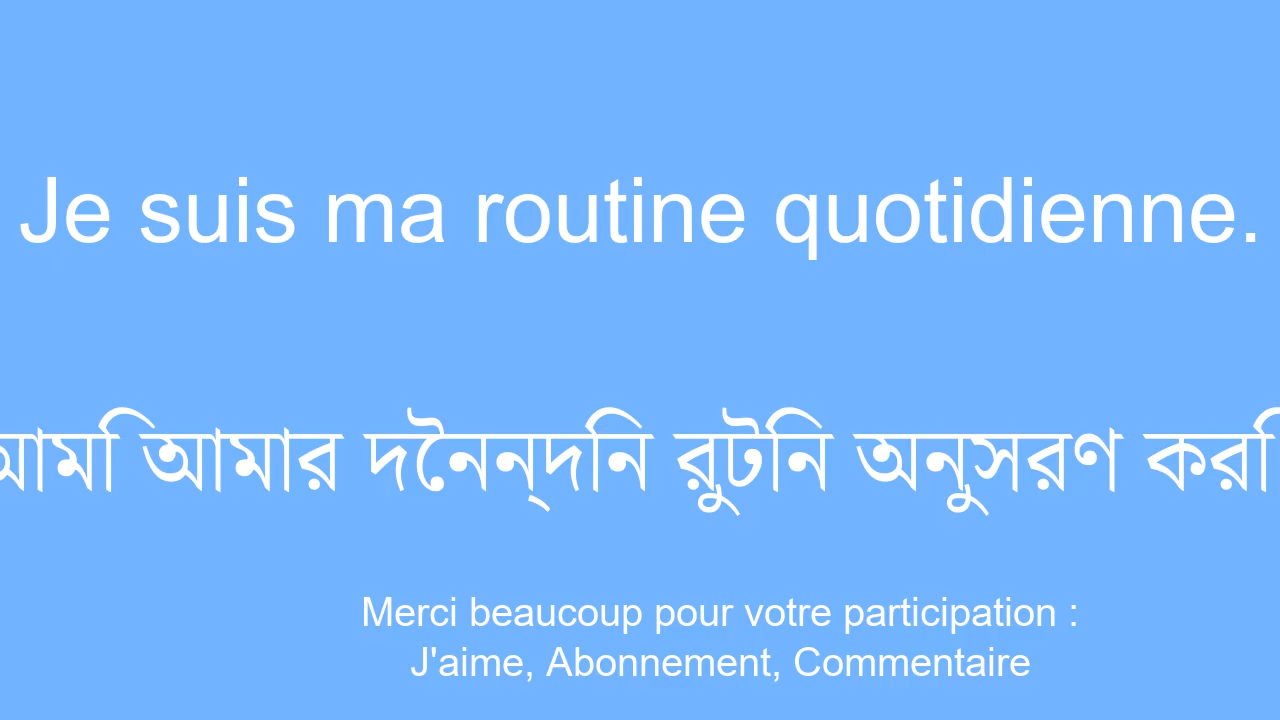 Je suis ma routine quotidienne.
আমি আমার দৈনন্দিন রুটিন অনুসরণ করি
Merci beaucoup pour votre participation :
J'aime, Abonnement, Commentaire